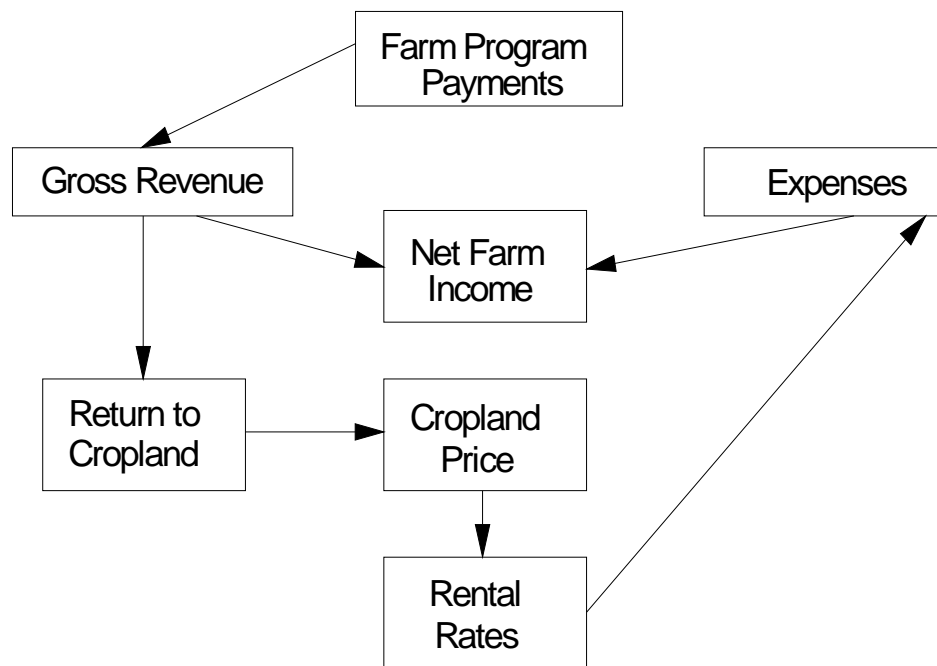 Farm Program
Payments
Gross Revenue
Expenses
Net Farm
Income
Return to
Cropland
Cropland
Price
Rental
Rates